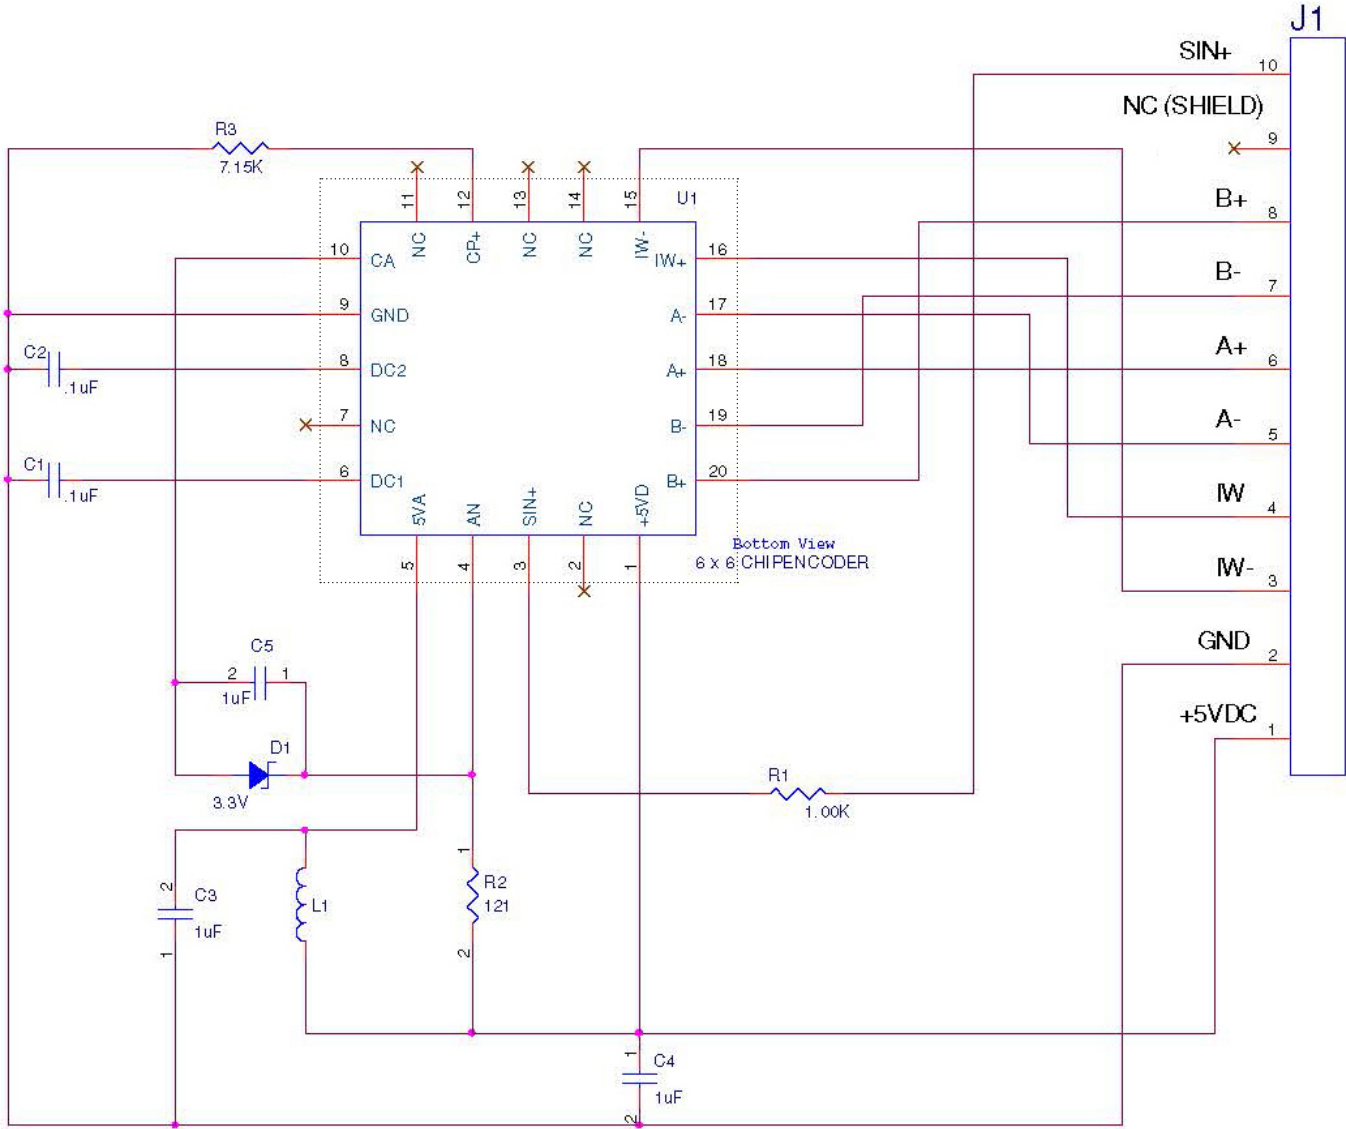 J1
SIN+
10
NC (SHIELD)
9
B+
8
B-
7
A+
6
A-
5
IW
4
IW-
3
GND
2
+5VDC
1
R3
7.15K
11
12
13
14
15
U1
NC
CP+
NC
NC
IW-
10
CA
9
GND
8
DC2
7
NC
6
DC1
IW+
16
A-
17
A+
18
B-
19
B+
20
C2
.1uF
C1
.1uF
5VA
AN
SIN+
NC
+5VD
5
4
3
2
1
Bottom View
6 x 6 CHIPENCODER
C5
2
1
1uF
D1
3.3V
R1
1.00K
2
C3
1uF
1
L1
1
R2
121
2
1
C4
1uF
2